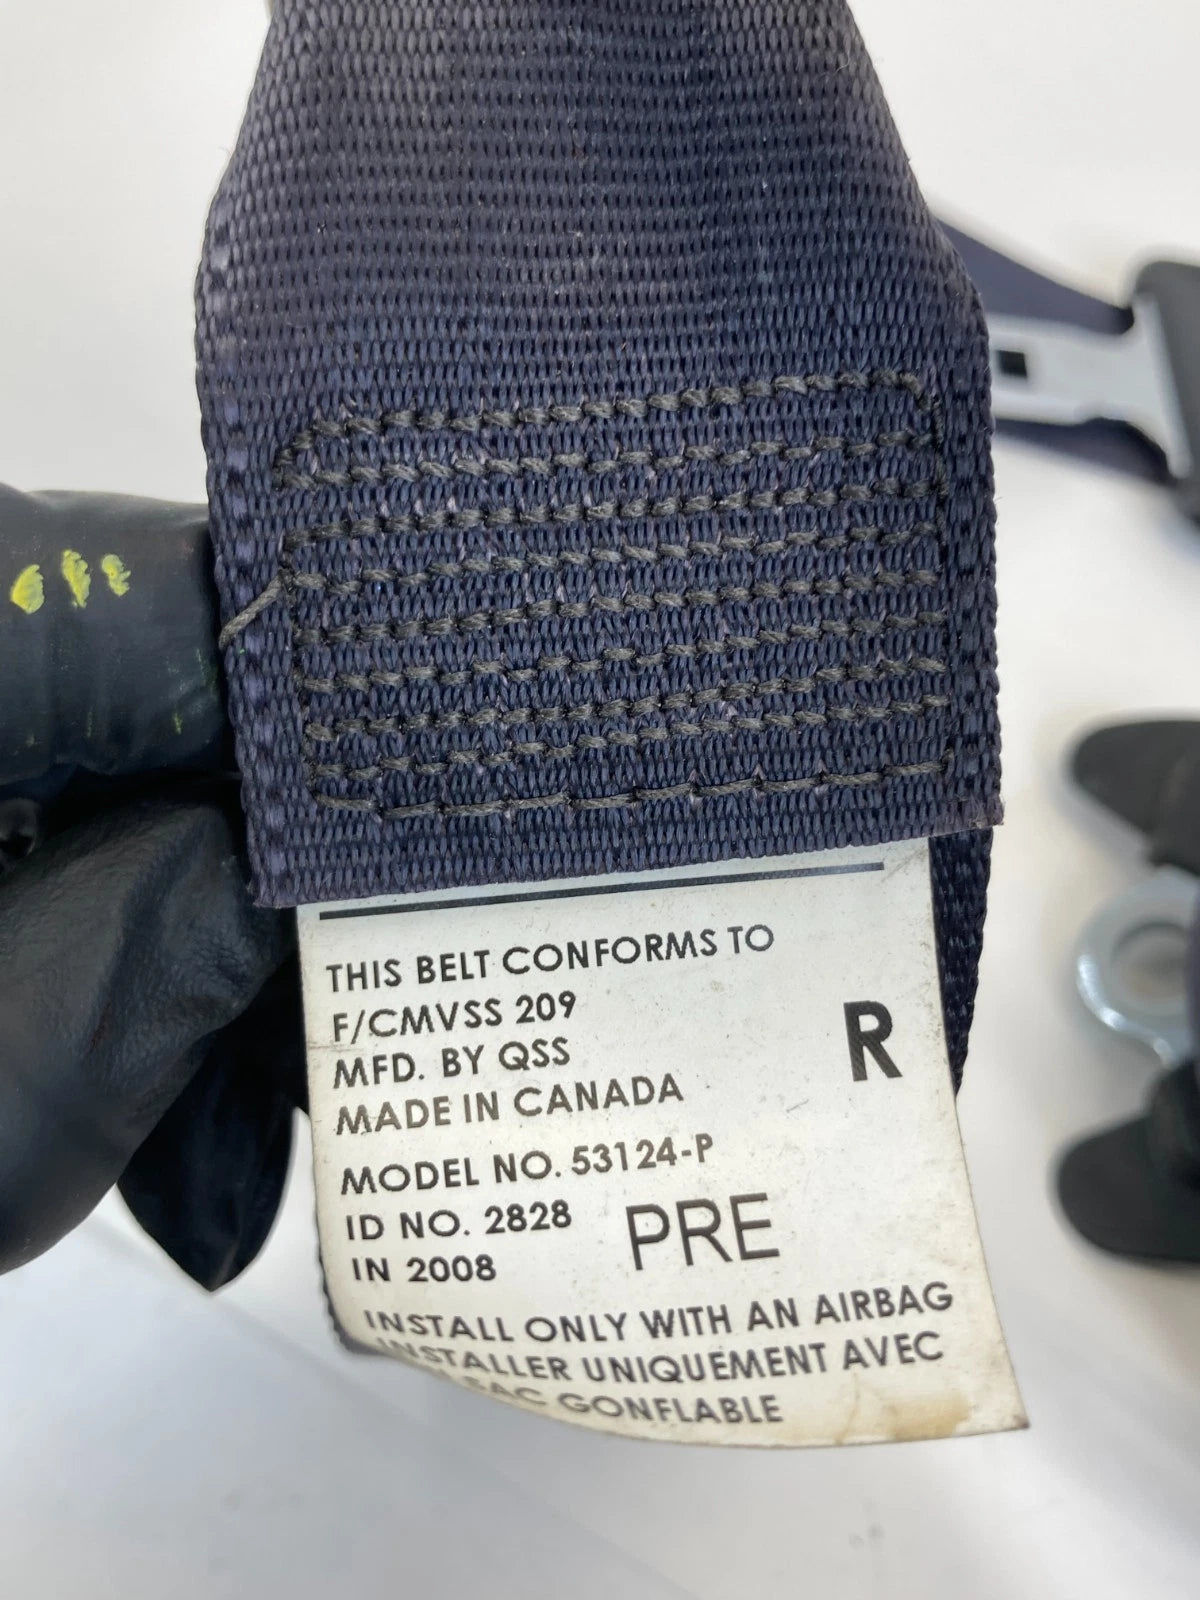 THIS BELT CONFORMS TO
F/CMVSS 209
MFD. BY QSS
MADE IN CANADA
R
MODEL NO. 53124-P
ID NO. 2828
PRE
IN 2008
INSTALL ONLY WITH AN AIRBAG
INSTALLER UNIQUEMENT AVEC
SAC GONFLABLE